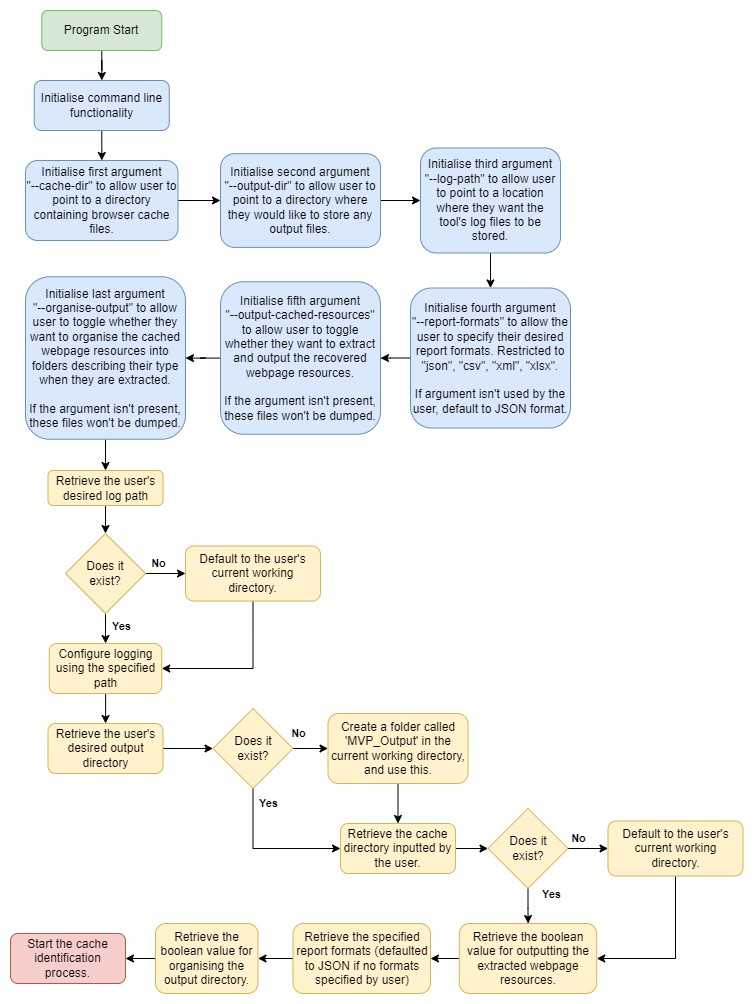 Program Start
Initialise command line
functionality
Initialise first argument
"--cache-dir" to allow user to
point to a directory
containing browser cache
files.
Initialise second argument
"--output-dir" to allow user to
point to a directory where
they would like to store any
output files.
Initialise third argument
"--log-path" to allow user
to point to a location
where they want the
tool's log files to be
stored.
Initialise fourth argument
"--report-formats" to allow the
user to specify their desired
report formats. Restricted to
"json", "csv", "xml", "xlsx".
If argument isn't used by the
user, default to JSON format.
Initialise fifth argument
"--output-cached-resources"
to allow user to toggle
whether they want to extract
and output the recovered
webpage resources.
If the argument isn't present,
these files won't be dumped.
Initialise last argument
"--organise-output" to allow
user to toggle whether they
want to organise the cached
webpage resources into
folders describing their type
when they are extracted.
If the argument isn't present,
these files won't be dumped.
Retrieve the user's
desired log path
Does it
exist?
No
Default to the user's
current working
directory.
Yes
Configure logging
using the specified
path
Retrieve the user's
desired output
directory
Does it
exist?
No
Create a folder called
'MVP_Output' in the
current working directory,
and use this.
Yes
Retrieve the cache
directory inputted by
the user.
Does it
exist?
No
Default to the user's
current working
directory.
Yes
Retrieve the boolean
value for outputting the
extracted webpage
resources.
Retrieve the specified
report formats (defaulted
to JSON if no formats
specified by user)
Retrieve the
boolean value for
organising the
output directory.
Start the cache
identification
process.